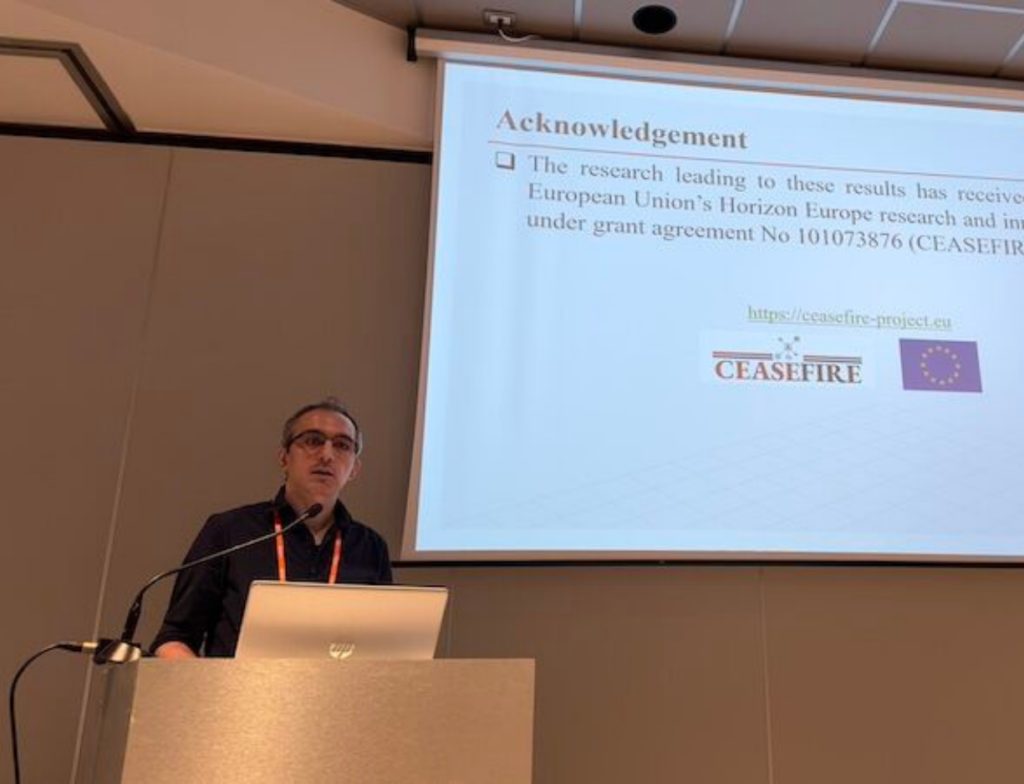 Acknowledgement
❑ The research leading to these results has receive
European Union's Horizon Europe research and in
under grant agreement No 101073876 (CEASEFIR
https://ceasefire-project.eu
CEASEFIRE
hp